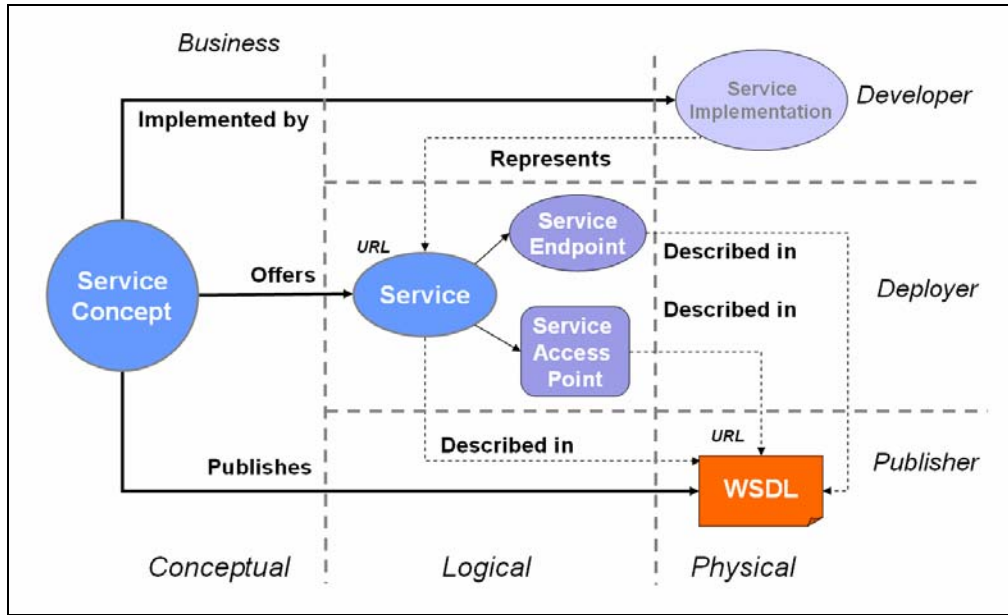 Business
Service
Implementation
Developer
Implemented by
Represents
Service
Endpoint
URL
Described in
Service
Concept
Offers
Service
Deployer
Described in
Service
Access
Point
URL
Described in
Publisher
Publishes
WSDL
Conceptual
Logical
Physical